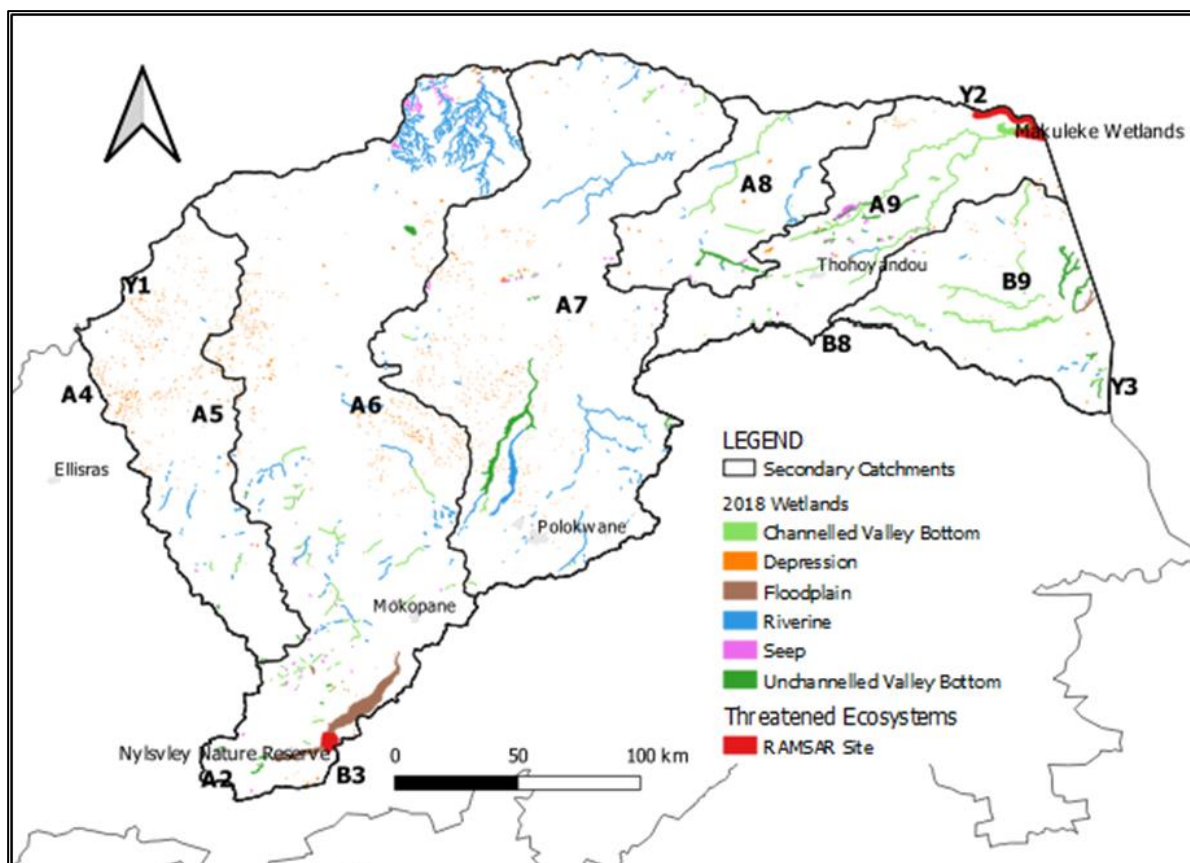 Y2
Makuleke Wetlands
A8
A9
Thohoyandou
B9
Y1
A7
B8
Y3
A4
A5
A6
Ellisras
LEGEND
Secondary Catchments
2018 Wetlands
Channelled Valley Bottom
Depression
Floodplain
Riverine
Seep
Unchannelled Valley Bottom
Threatened Ecosystems
RAMSAR Site
Polokwane
Mokopane
Nylsvley Nature Reserve
A2
B3
0 50 100 km